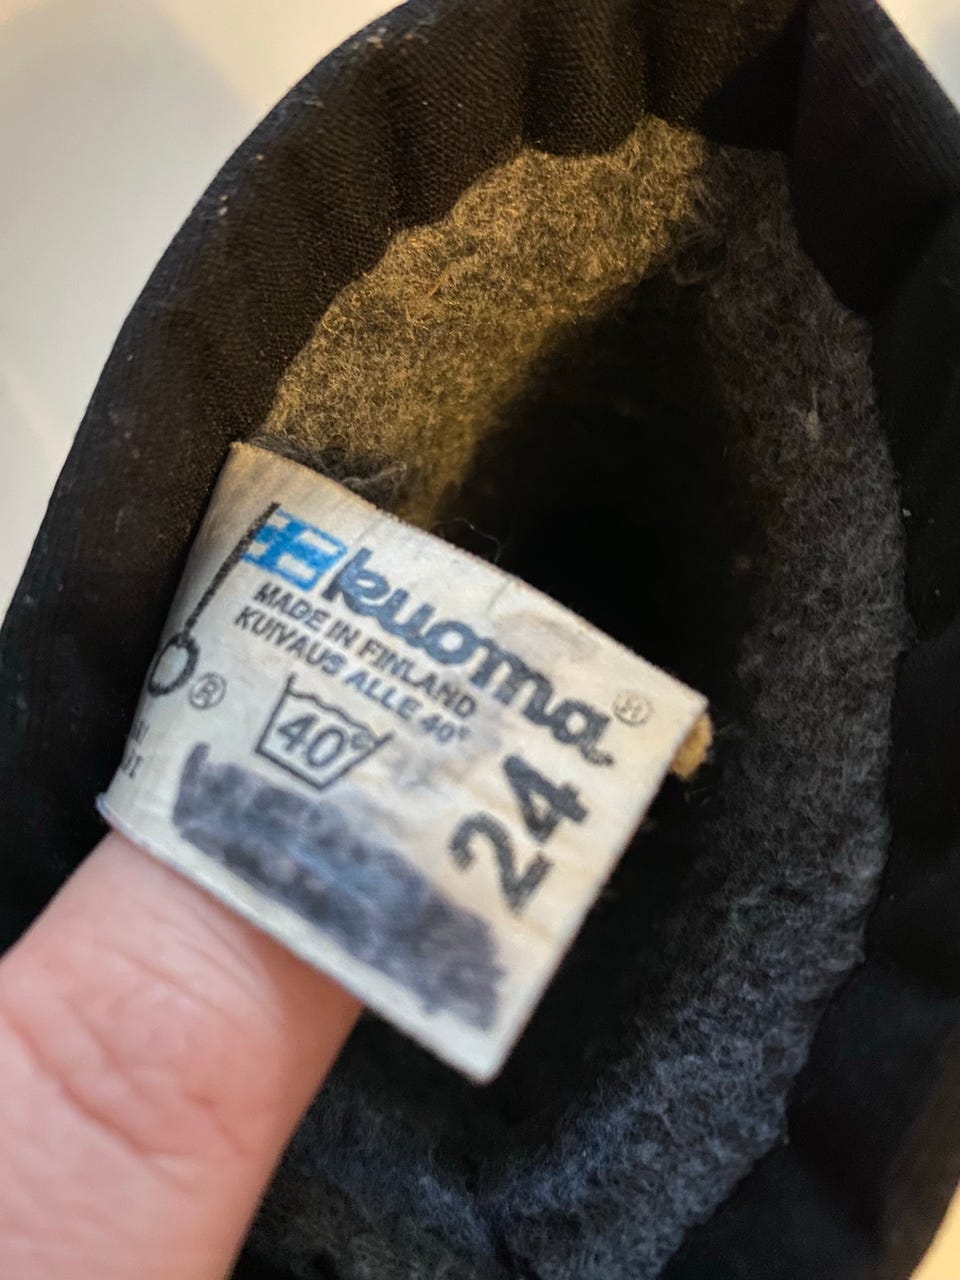 kuoma®
MADE IN FINLAND
KUIVAUS ALLE 40°
40°
24
®